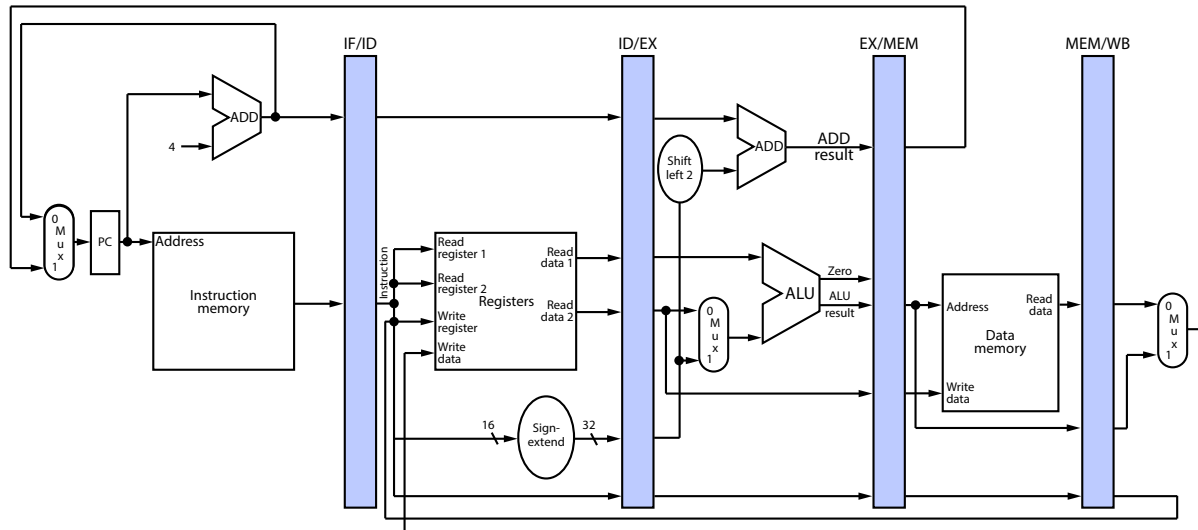 IF/ID
ID/EX
EX/MEM
MEM/WB
ADD
4
ADD
ADD
result
Shift
left 2
0
M
u
x
1
PC
Address
Instruction
memory
Instruction
Read
register 1
Read
register 2
Write
register
Write
data
Registers
Read
data 1
Read
data 2
16
Sign-
extend
32
0
M
u
x
1
Zero
ALU
ALU
result
Address
Read
data
Data
memory
Write
data
0
M
u
x
1